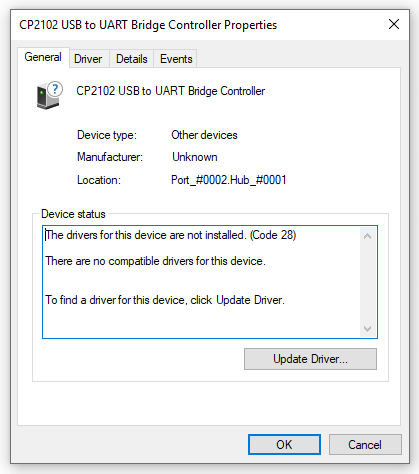 CP2102 USB to UART Bridge Controller Properties
General
Driver
Details
Events
CP2102 USB to UART Bridge Controller
Device type: Other devices
Manufacturer: Unknown
Location: Port_#0002.Hub_#0001
Device status
The drivers for this device are not installed. (Code 28)
There are no compatible drivers for this device.
To find a driver for this device, click Update Driver.
Update Driver...
OK
Cancel